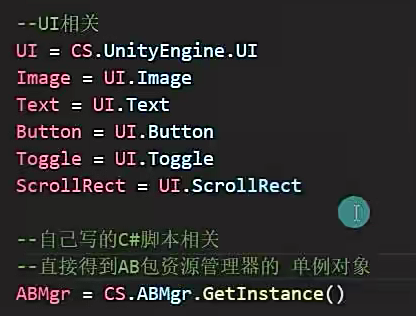 --UI相关
UI = CS.UnityEngine.UI
Image = UI.Image
Text = UI.Text
Button = UI.Button
Toggle = UI.Toggle
ScrollRect = UI.ScrollRect
--自己写的C#脚本相关
--直接得到AB包资源管理器的 单例对象
ABMgr = CS.ABMgr.GetInstance()